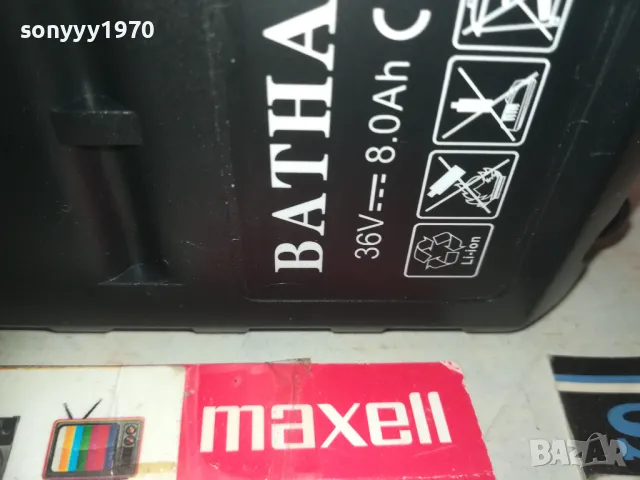 sonyyy1970
BATHA
36V 8.0Ah C
Li-ion
maxell
S
BAZAR